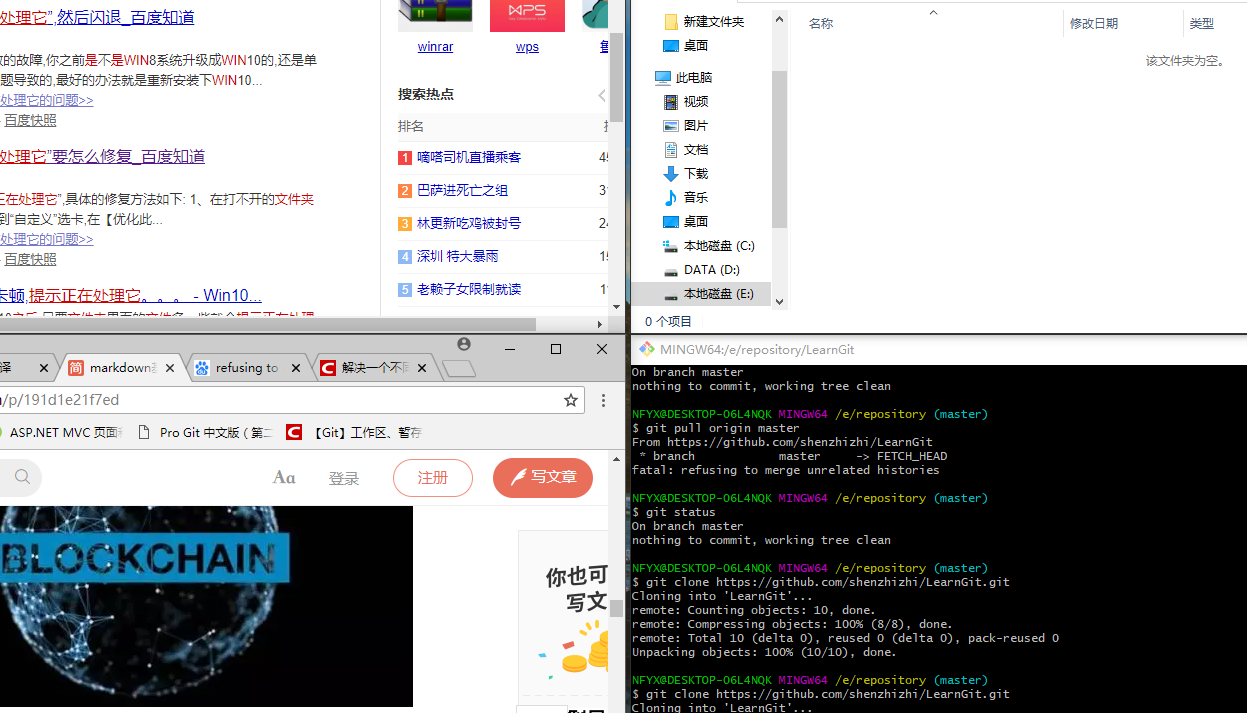 处理它”,然后闪退_百度知道
的故障,你之前是不是WIN8系统升级成WIN10的,还是单
题导致的,最好的办法就是重新安装下WIN10...
处理它的问题>>
百度快照
处理它”要怎么修复_百度知道
正在处理它”,具体的修复方法如下: 1、在打不开的文件夹
到“自定义”选卡,在【优化此...
处理它的问题>>
百度快照
卡顿,提示正在处理它。。。 - Win10...
WPS
winrar
wps
搜索热点
排名
1 嘀嗒司机直播乘客
2 巴萨进死亡之组
3 林更新吃鸡被封号
4 深圳 特大暴雨
5 老赖子女限制就读
新建文件夹
桌面
此电脑
视频
图片
文档
下载
音乐
桌面
本地磁盘 (C:)
DATA (D:)
本地磁盘 (E:)
0 个项目
名称
修改日期
类型
该文件夹为空。
译
简 markdown
refusing to
C 解决一个不同
/p/191d1e21f7ed
ASP.NET MVC 页面
Pro Git 中文版 ( 第二
C 【Git】工作区、暂存
Aa
登录
注册
写文章
BLOCKCHAIN
你也可
写文
MINGW64:/e/repository/LearnGit
On branch master
nothing to commit, working tree clean
NFYX@DESKTOP-O6L4NQK MINGW64 /e/repository (master)
$ git pull origin master
From https://github.com/shenzhizhi/LearnGit
* branch master -> FETCH_HEAD
fatal: refusing to merge unrelated histories
NFYX@DESKTOP-O6L4NQK MINGW64 /e/repository (master)
$ git status
On branch master
nothing to commit, working tree clean
NFYX@DESKTOP-O6L4NQK MINGW64 /e/repository (master)
$ git clone https://github.com/shenzhizhi/LearnGit.git
Cloning into 'LearnGit'...
remote: Counting objects: 10, done.
remote: Compressing objects: 100% (8/8), done.
remote: Total 10 (delta 0), reused 0 (delta 0), pack-reused 0
Unpacking objects: 100% (10/10), done.
NFYX@DESKTOP-O6L4NQK MINGW64 /e/repository (master)
$ git clone https://github.com/shenzhizhi/LearnGit.git
Cloning into 'LearnGit'...